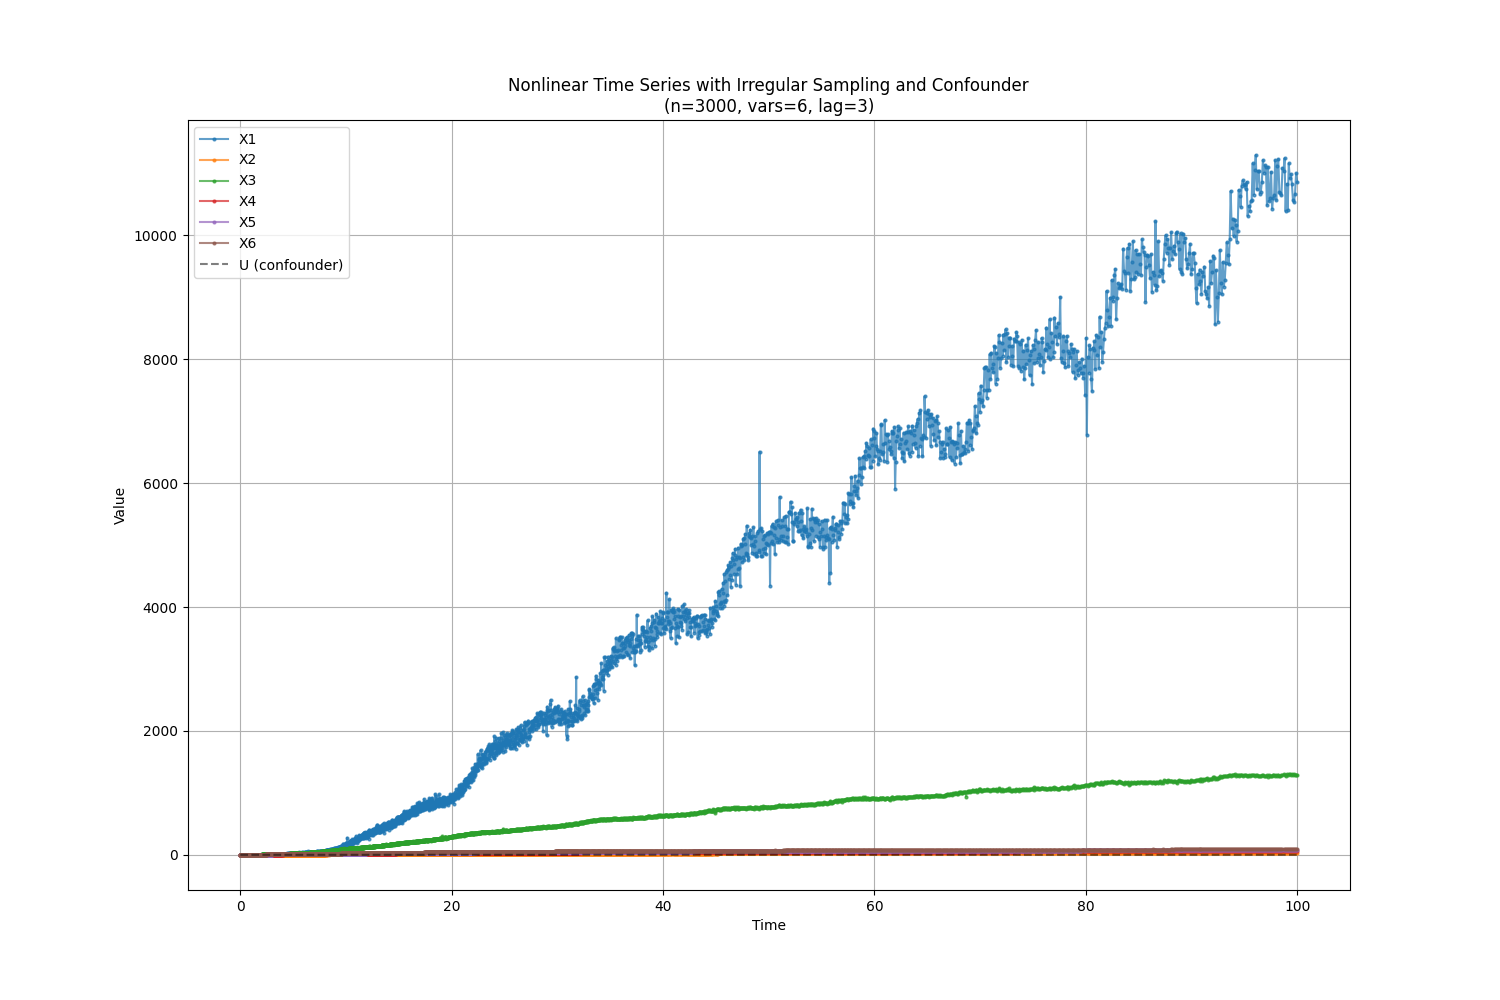 Nonlinear Time Series with Irregular Sampling and Confounder
(n=3000, vars=6, lag=3)
X1
X2
X3
X4
X5
X6
U (confounder)
10000
8000
6000
4000
2000
0
Value
0 20 40 60 80 100
Time